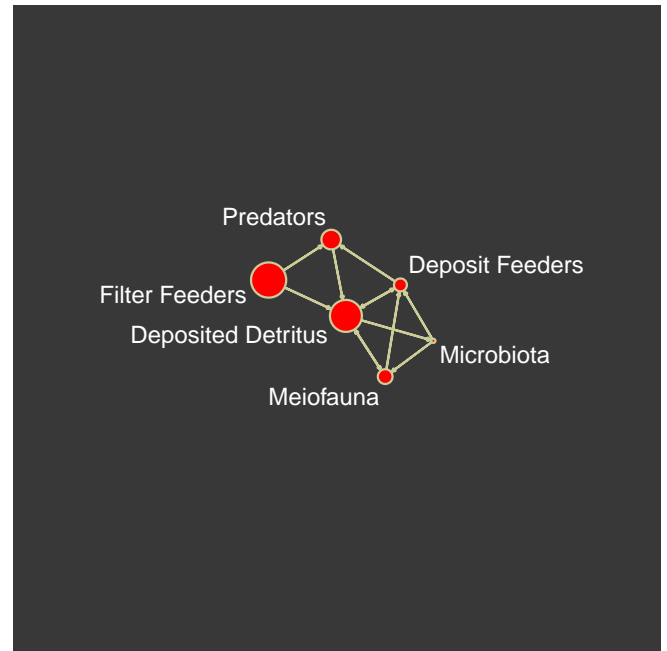 Predators
Deposit Feeders
Filter Feeders
Deposited Detritus
Microbiota
Meiofauna